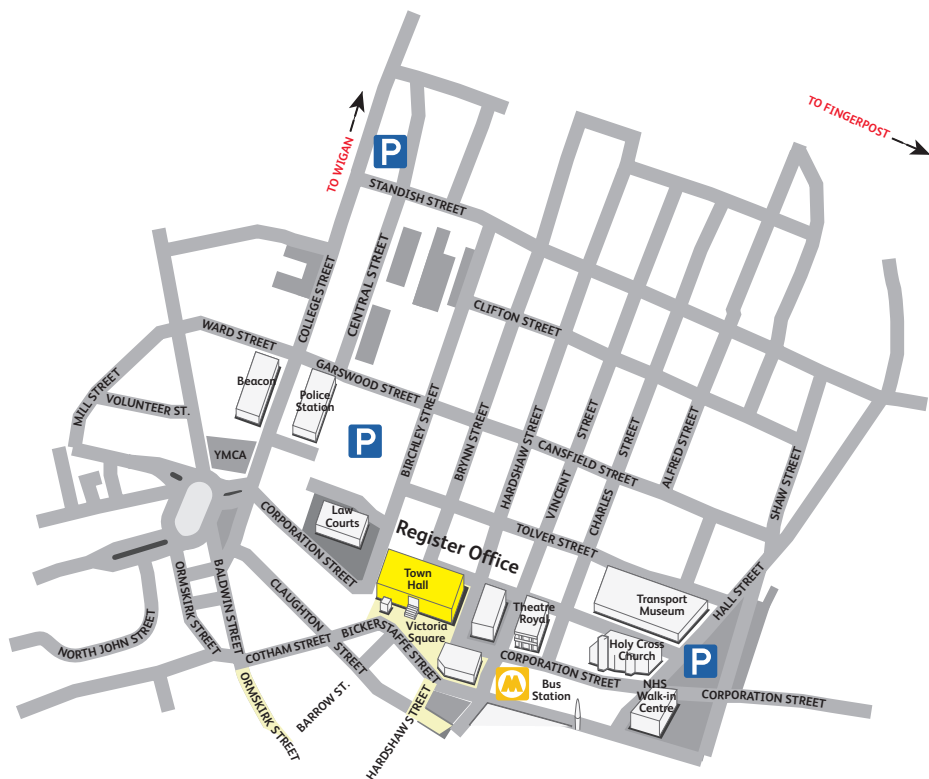 TO FINGERPOST
P
TO WIGAN
STANDISH STREET
CENTRAL STREET
COLLEGE STREET
CLIFTON STREET
WARD STREET
GARSWOOD STREET
Beacon
Police
Station
MILL STREET
VOLUNTEER ST.
BIRCHLEY STREET
BRYNN STREET
HARDSHAW STREET
VINCENT STREET
CHARLES STREET
ALFRED STREET
CANSFIELD STREET
SHAW STREET
P
YMCA
Law
Courts
CORPORATION STREET
TOLVER STREET
Register Office
Town
Hall
Theatre
Royal
Transport
Museum
HALL STREET
ORMSKIRK STREET
BALDWIN STREET
CLAUGHTON STREET
NORTH JOHN STREET
COTHAM STREET
BICKERSTAFFE STREET
Victoria
Square
Holy Cross
Church
P
CORPORATION STREET
M
Bus
Station
NHS
Walk-in
Centre
CORPORATION STREET
ORMSKIRK STREET
BARROW ST.
HARDSHAW STREET